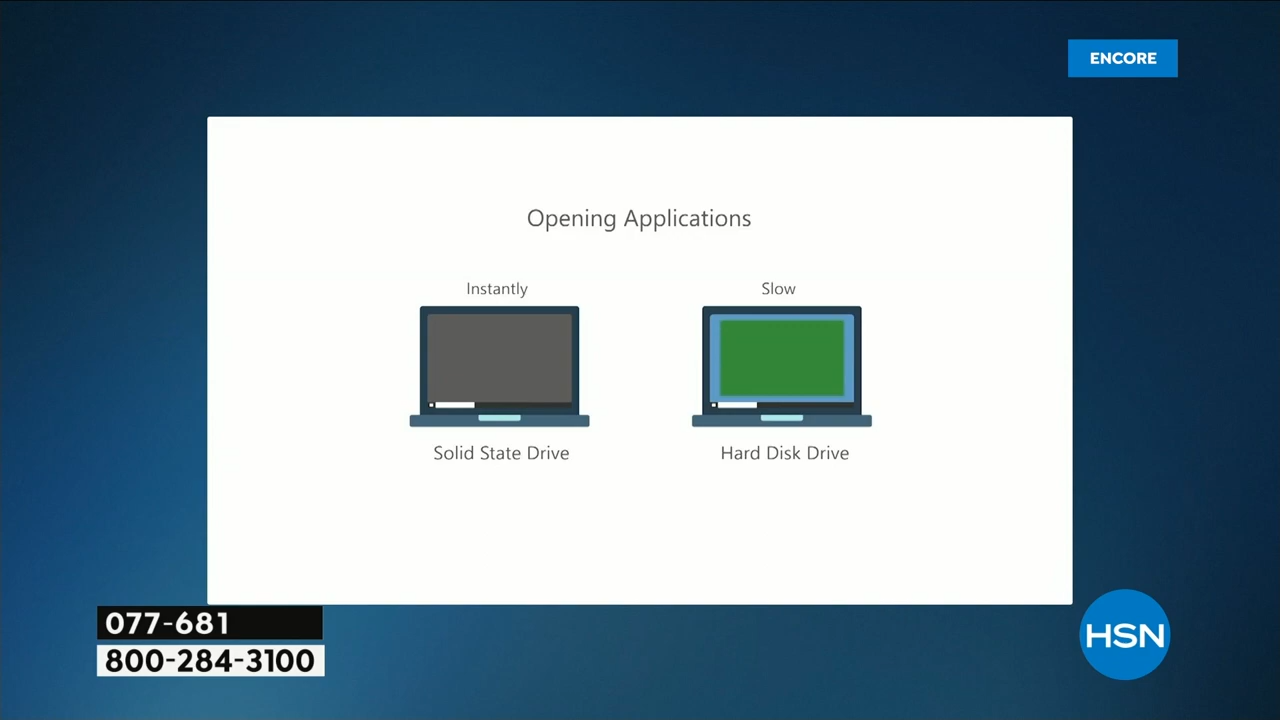 ENCORE
Opening Applications
Instantly
Slow
Solid State Drive
Hard Disk Drive
077-681
800-284-3100
HSN